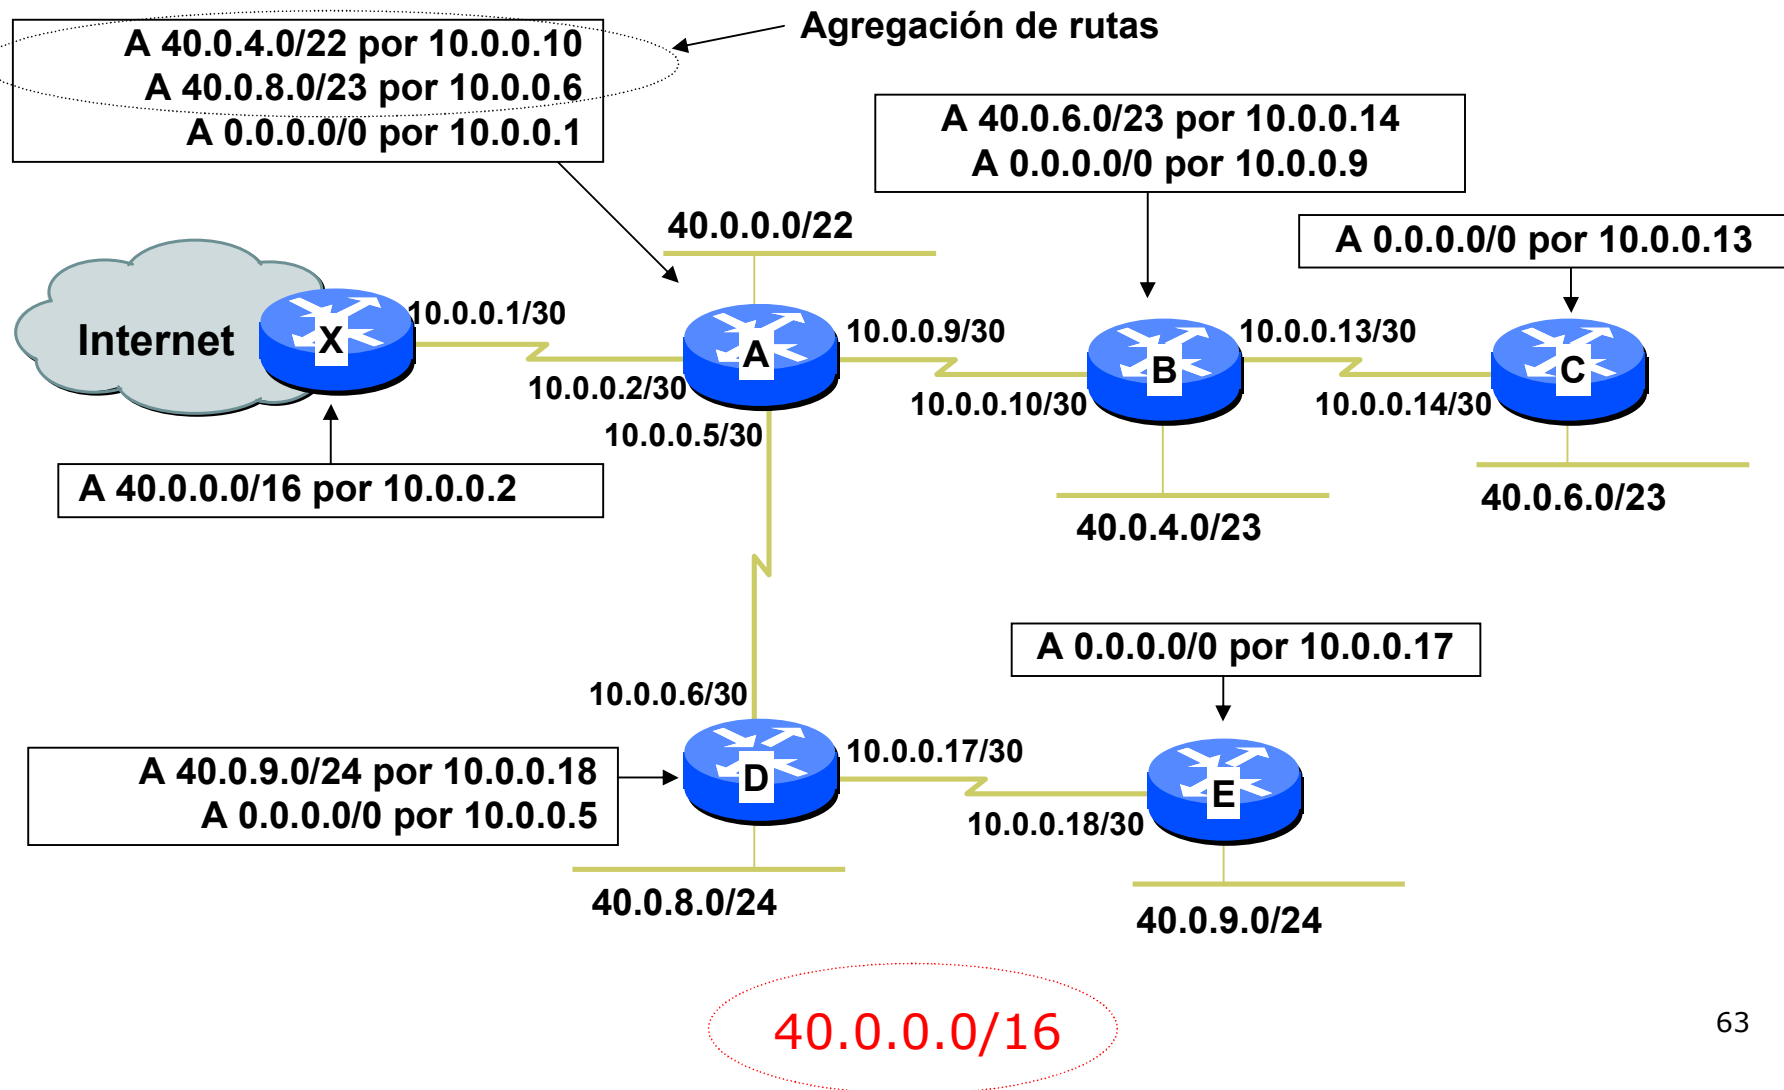 Agregación de rutas
A 40.0.4.0/22 por 10.0.0.10
A 40.0.8.0/23 por 10.0.0.6
A 0.0.0.0/0 por 10.0.0.1
A 40.0.6.0/23 por 10.0.0.14
A 0.0.0.0/0 por 10.0.0.9
A 0.0.0.0/0 por 10.0.0.13
40.0.0.0/22
Internet
X
10.0.0.1/30
10.0.0.2/30
A
10.0.0.5/30
10.0.0.9/30
10.0.0.10/30
B
10.0.0.13/30
10.0.0.14/30
C
A 40.0.0.0/16 por 10.0.0.2
40.0.4.0/23
40.0.6.0/23
A 0.0.0.0/0 por 10.0.0.17
10.0.0.6/30
A 40.0.9.0/24 por 10.0.0.18
A 0.0.0.0/0 por 10.0.0.5
D
10.0.0.17/30
10.0.0.18/30
E
40.0.8.0/24
40.0.9.0/24
40.0.0.0/16
63